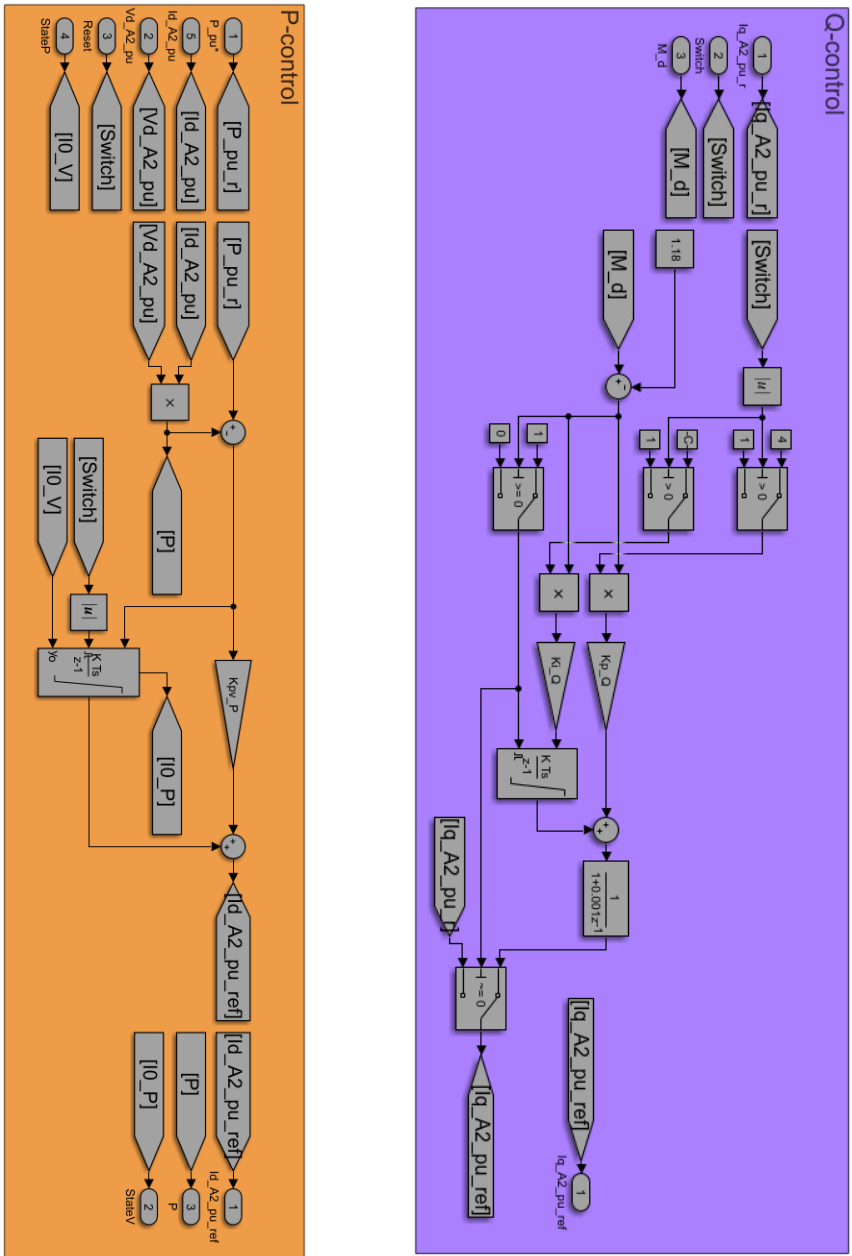 Q-control
1
Iq_A2_pu_r
[Iq_A2_pu_r]
2
Switch
[Switch]
3
M_d
[M_d]
[Switch]
|u|
1.18
[M_d]
+
-
4
1
> 0
-C-
1
> 0
1
0
>= 0
×
×
Kp_Q
Ki_Q
K Ts
z-1
+
+
1
1+0.001z-1
[Iq_A2_pu_r]
~= 0
[Iq_A2_pu_ref]
[Iq_A2_pu_ref]
1
Iq_A2_pu_ref
P-control
1
P_pu*
[P_pu_r]
5
Id_A2_pu
[Id_A2_pu]
2
Vd_A2_pu
[Vd_A2_pu]
3
Reset
[Switch]
4
StateP
[I0_V]
[P_pu_r]
[Id_A2_pu]
[Vd_A2_pu]
×
+
-
[P]
[Switch]
|u|
[I0_V]
K Ts
z-1
yo
Kpv_P
[I0_P]
+
+
[Id_A2_pu_ref]
[Id_A2_pu_ref]
1
Id_A2_pu_ref
[P]
3
P
[I0_P]
2
StateV